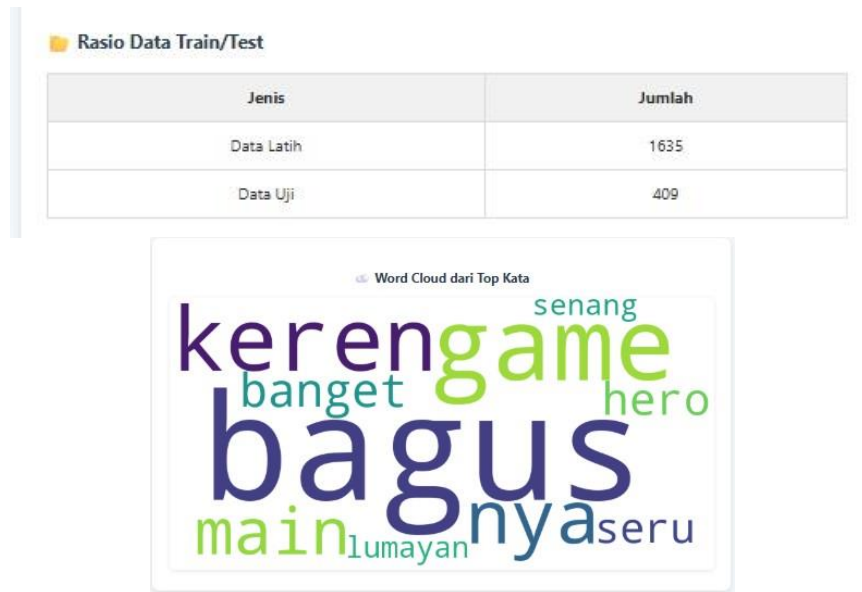 Rasio Data Train/Test
Jenis Jumlah
Data Latih 1635
Data Uji 409
Word Cloud dari Top Kata
senang
keren game
banget hero
bagus
main lumayan nya seru